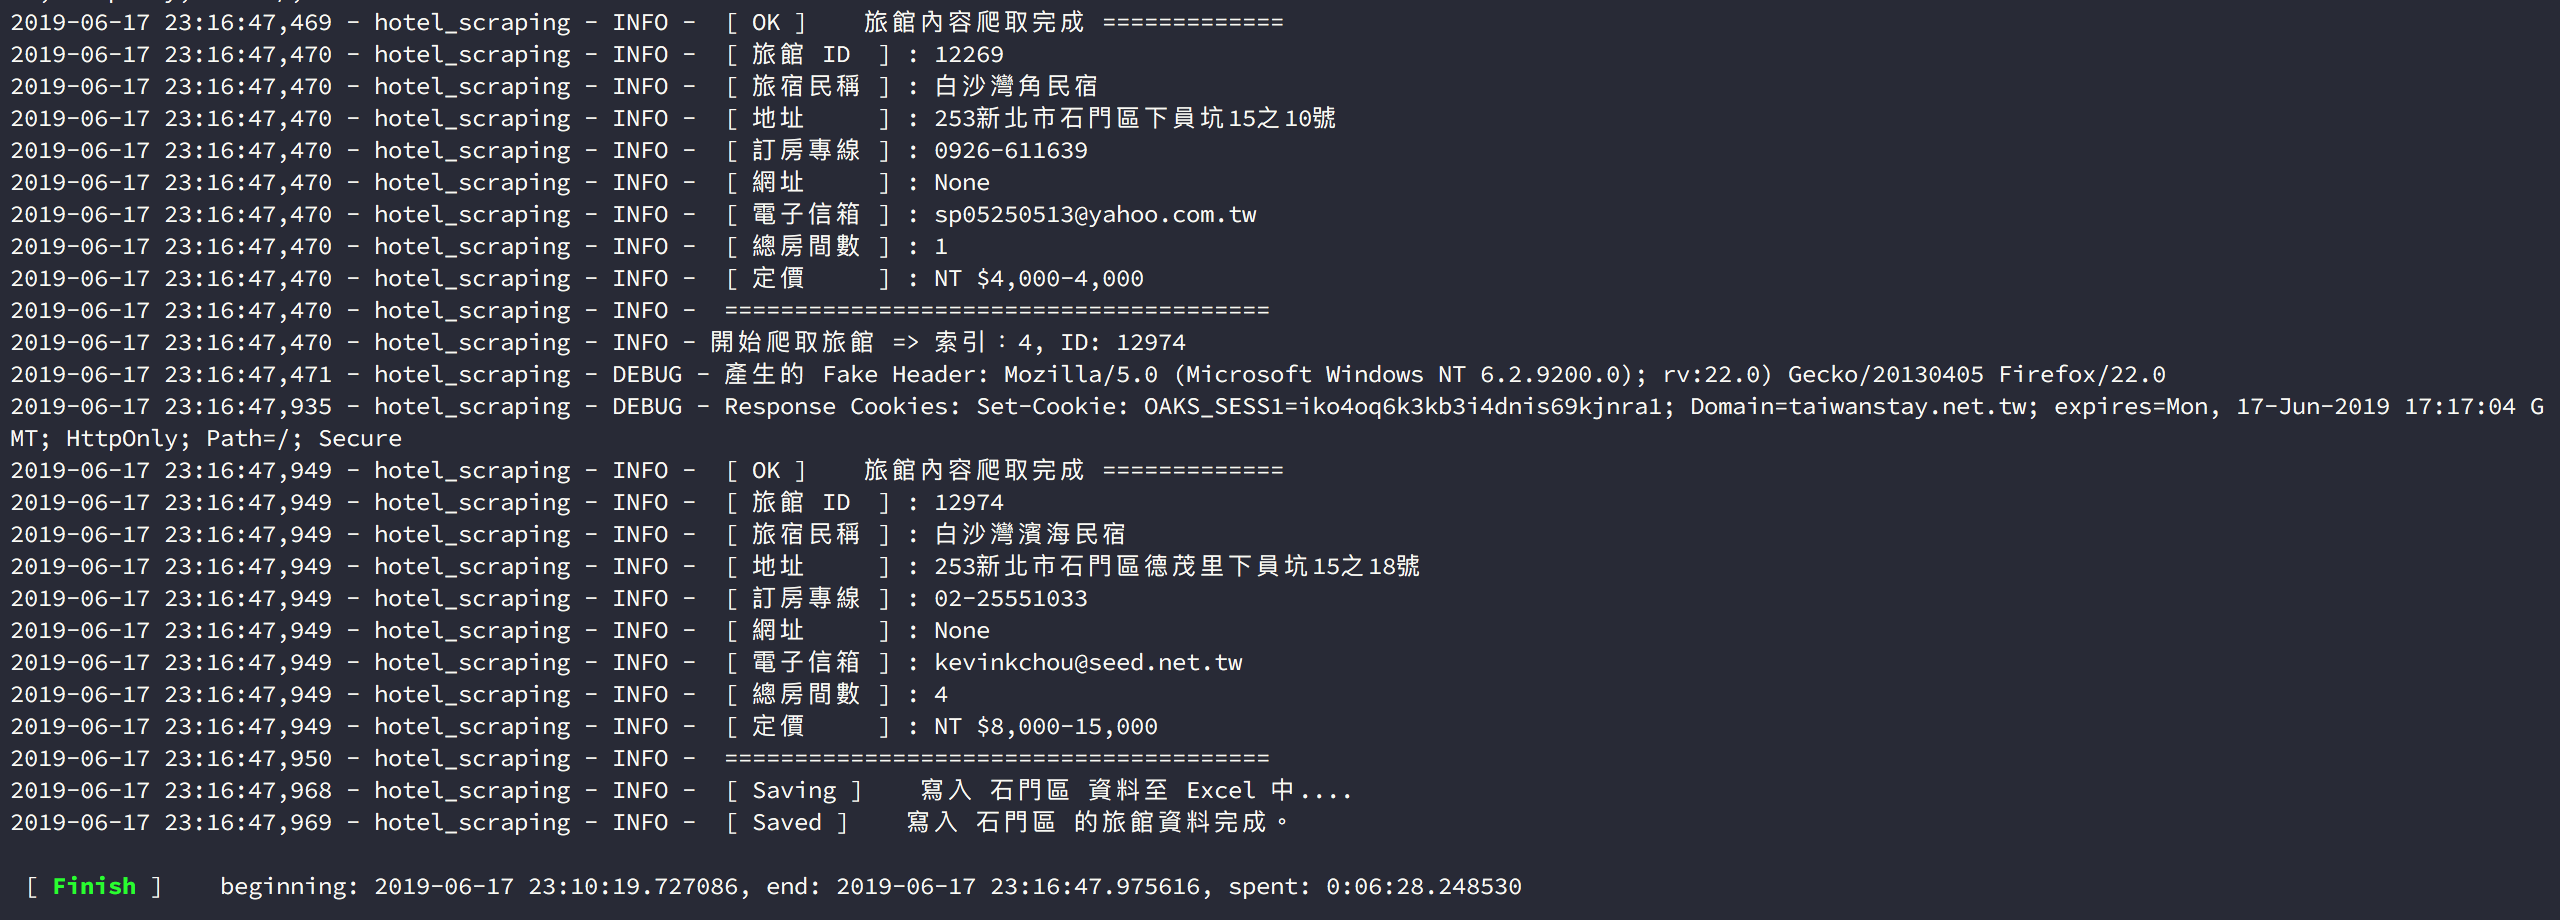 2019-06-17 23:16:47,469 - hotel_scraping - INFO -  [ OK ]    旅館內容爬取完成 =============
2019-06-17 23:16:47,470 - hotel_scraping - INFO -  [ 旅館 ID  ] : 12269
2019-06-17 23:16:47,470 - hotel_scraping - INFO -  [ 旅宿民稱 ] : 白沙灣角民宿
2019-06-17 23:16:47,470 - hotel_scraping - INFO -  [ 地址     ] : 253新北市石門區下員坑15之10號
2019-06-17 23:16:47,470 - hotel_scraping - INFO -  [ 訂房專線 ] : 0926-611639
2019-06-17 23:16:47,470 - hotel_scraping - INFO -  [ 網址     ] : None
2019-06-17 23:16:47,470 - hotel_scraping - INFO -  [ 電子信箱 ] : sp05250513@yahoo.com.tw
2019-06-17 23:16:47,470 - hotel_scraping - INFO -  [ 總房間數 ] : 1
2019-06-17 23:16:47,470 - hotel_scraping - INFO -  [ 定價     ] : NT $4,000-4,000
2019-06-17 23:16:47,470 - hotel_scraping - INFO -  =======================================
2019-06-17 23:16:47,470 - hotel_scraping - INFO - 開始爬取旅館 => 索引：4, ID: 12974
2019-06-17 23:16:47,471 - hotel_scraping - DEBUG - 產生的 Fake Header: Mozilla/5.0 (Microsoft Windows NT 6.2.9200.0); rv:22.0) Gecko/20130405 Firefox/22.0
2019-06-17 23:16:47,935 - hotel_scraping - DEBUG - Response Cookies: Set-Cookie: OAKS_SESS1=iko4oq6k3kb3i4dnis69kjnra1; Domain=taiwanstay.net.tw; expires=Mon, 17-Jun-2019 17:17:04 G
MT; HttpOnly; Path=/; Secure
2019-06-17 23:16:47,949 - hotel_scraping - INFO -  [ OK ]    旅館內容爬取完成 =============
2019-06-17 23:16:47,949 - hotel_scraping - INFO -  [ 旅館 ID  ] : 12974
2019-06-17 23:16:47,949 - hotel_scraping - INFO -  [ 旅宿民稱 ] : 白沙灣濱海民宿
2019-06-17 23:16:47,949 - hotel_scraping - INFO -  [ 地址     ] : 253新北市石門區德茂里下員坑15之18號
2019-06-17 23:16:47,949 - hotel_scraping - INFO -  [ 訂房專線 ] : 02-25551033
2019-06-17 23:16:47,949 - hotel_scraping - INFO -  [ 網址     ] : None
2019-06-17 23:16:47,949 - hotel_scraping - INFO -  [ 電子信箱 ] : kevinkchou@seed.net.tw
2019-06-17 23:16:47,949 - hotel_scraping - INFO -  [ 總房間數 ] : 4
2019-06-17 23:16:47,949 - hotel_scraping - INFO -  [ 定價     ] : NT $8,000-15,000
2019-06-17 23:16:47,950 - hotel_scraping - INFO -  =======================================
2019-06-17 23:16:47,968 - hotel_scraping - INFO -  [ Saving ]    寫入 石門區 資料至 Excel 中....
2019-06-17 23:16:47,969 - hotel_scraping - INFO -  [ Saved ]    寫入 石門區 的旅館資料完成。
[ Finish ]    beginning: 2019-06-17 23:10:19.727086, end: 2019-06-17 23:16:47.975616, spent: 0:06:28.248530